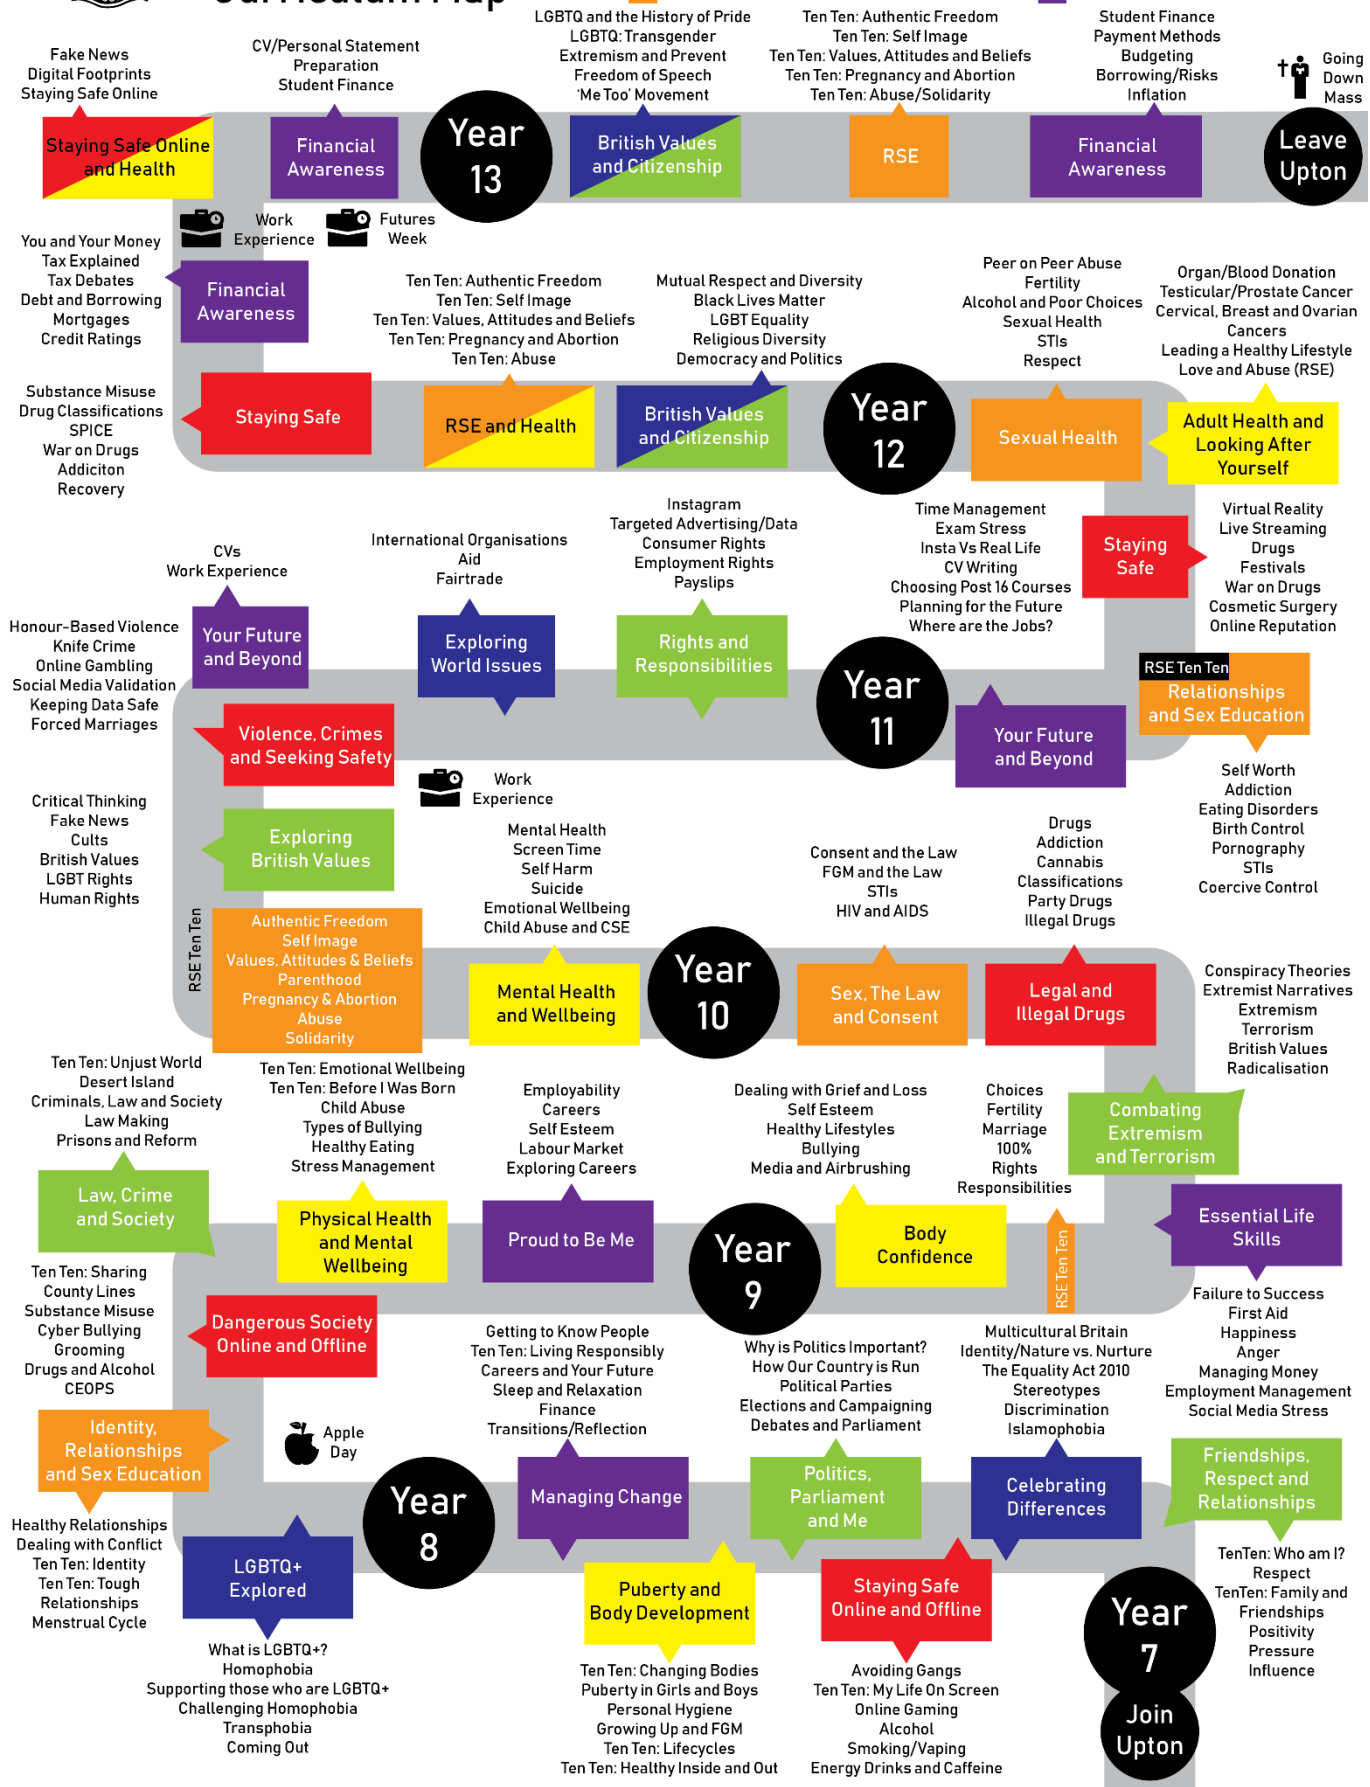 Curriculum Map
Fake News
Digital Footprints
Staying Safe Online
CV/Personal Statement
Preparation
Student Finance
LGBTQ and the History of Pride
LGBTQ: Transgender
Extremism and Prevent
Freedom of Speech
'Me Too' Movement
Ten Ten: Authentic Freedom
Ten Ten: Self Image
Ten Ten: Values, Attitudes and Beliefs
Ten Ten: Pregnancy and Abortion
Ten Ten: Abuse/Solidarity
Student Finance
Payment Methods
Budgeting
Borrowing/Risks
Inflation
Going
Down
Mass
Staying Safe Online
and Health
Financial
Awareness
Year
13
British Values
and Citizenship
RSE
Financial
Awareness
Leave
Upton
Work
Experience
Futures
Week
You and Your Money
Tax Explained
Tax Debates
Debt and Borrowing
Mortgages
Credit Ratings
Financial
Awareness
Ten Ten: Authentic Freedom
Ten Ten: Self Image
Ten Ten: Values, Attitudes and Beliefs
Ten Ten: Pregnancy and Abortion
Ten Ten: Abuse
Mutual Respect and Diversity
Black Lives Matter
LGBT Equality
Religious Diversity
Democracy and Politics
Peer on Peer Abuse
Fertility
Alcohol and Poor Choices
Sexual Health
STIs
Respect
Organ/Blood Donation
Testicular/Prostate Cancer
Cervical, Breast and Ovarian
Cancers
Leading a Healthy Lifestyle
Love and Abuse (RSE)
Substance Misuse
Drug Classifications
SPICE
War on Drugs
Addiciton
Recovery
Staying Safe
RSE and Health
British Values
and Citizenship
Year
12
Sexual Health
Adult Health and
Looking After
Yourself
CVs
Work Experience
International Organisations
Aid
Fairtrade
Instagram
Targeted Advertising/Data
Consumer Rights
Employment Rights
Payslips
Time Management
Exam Stress
Insta Vs Real Life
CV Writing
Choosing Post 16 Courses
Planning for the Future
Where are the Jobs?
Staying
Safe
Virtual Reality
Live Streaming
Drugs
Festivals
War on Drugs
Cosmetic Surgery
Online Reputation
Honour-Based Violence
Knife Crime
Online Gambling
Social Media Validation
Keeping Data Safe
Forced Marriages
Your Future
and Beyond
Exploring
World Issues
Rights and
Responsibilities
Year
11
Your Future
and Beyond
RSE Ten Ten
Relationships
and Sex Education
Violence, Crimes
and Seeking Safety
Work
Experience
Self Worth
Addiction
Eating Disorders
Birth Control
Pornography
STIs
Coercive Control
Critical Thinking
Fake News
Cults
British Values
LGBT Rights
Human Rights
Exploring
British Values
Mental Health
Screen Time
Self Harm
Suicide
Emotional Wellbeing
Child Abuse and CSE
Consent and the Law
FGM and the Law
STIs
HIV and AIDS
Drugs
Addiction
Cannabis
Classifications
Party Drugs
Illegal Drugs
RSE Ten Ten
Authentic Freedom
Self Image
Values, Attitudes & Beliefs
Parenthood
Pregnancy & Abortion
Abuse
Solidarity
Mental Health
and Wellbeing
Year
10
Sex, The Law
and Consent
Legal and
Illegal Drugs
Conspiracy Theories
Extremist Narratives
Extremism
Terrorism
British Values
Radicalisation
Ten Ten: Unjust World
Desert Island
Criminals, Law and Society
Law Making
Prisons and Reform
Ten Ten: Emotional Wellbeing
Ten Ten: Before I Was Born
Child Abuse
Types of Bullying
Healthy Eating
Stress Management
Employability
Careers
Self Esteem
Labour Market
Exploring Careers
Dealing with Grief and Loss
Self Esteem
Healthy Lifestyles
Bullying
Media and Airbrushing
Choices
Fertility
Marriage
100%
Rights
Responsibilities
Combating
Extremism
and Terrorism
Law, Crime
and Society
Physical Health
and Mental
Wellbeing
Proud to Be Me
Year
9
Body
Confidence
RSE Ten Ten
Essential Life
Skills
Ten Ten: Sharing
County Lines
Substance Misuse
Cyber Bullying
Grooming
Drugs and Alcohol
CEOPS
Dangerous Society
Online and Offline
Getting to Know People
Ten Ten: Living Responsibly
Careers and Your Future
Sleep and Relaxation
Finance
Transitions/Reflection
Why is Politics Important?
How Our Country is Run
Political Parties
Elections and Campaigning
Debates and Parliament
Multicultural Britain
Identity/Nature vs. Nurture
The Equality Act 2010
Stereotypes
Discrimination
Islamophobia
Failure to Success
First Aid
Happiness
Anger
Managing Money
Employment Management
Social Media Stress
Identity,
Relationships
and Sex Education
Apple
Day
Year
8
Managing Change
Politics,
Parliament
and Me
Celebrating
Differences
Friendships,
Respect and
Relationships
Healthy Relationships
Dealing with Conflict
Ten Ten: Identity
Ten Ten: Tough
Relationships
Menstrual Cycle
LGBTQ+
Explored
Puberty and
Body Development
Staying Safe
Online and Offline
Year
7
TenTen: Who am I?
Respect
TenTen: Family and
Friendships
Positivity
Pressure
Influence
What is LGBTQ+?
Homophobia
Supporting those who are LGBTQ+
Challenging Homophobia
Transphobia
Coming Out
Ten Ten: Changing Bodies
Puberty in Girls and Boys
Personal Hygiene
Growing Up and FGM
Ten Ten: Lifecycles
Ten Ten: Healthy Inside and Out
Avoiding Gangs
Ten Ten: My Life On Screen
Online Gaming
Alcohol
Smoking/Vaping
Energy Drinks and Caffeine
Join
Upton